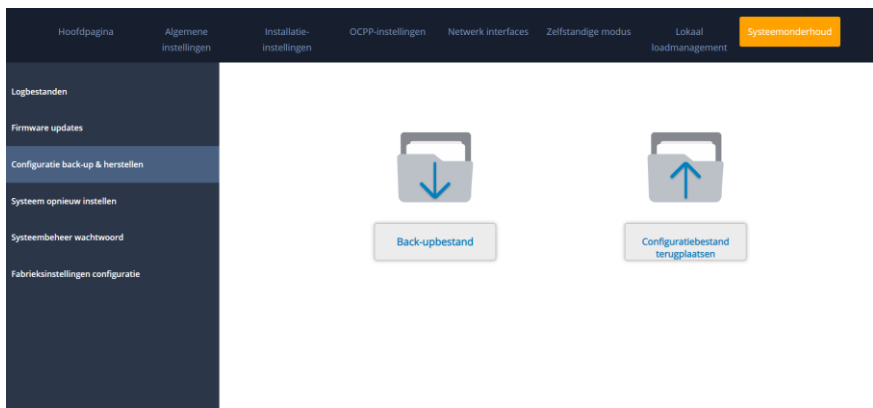 Hoofdpagina
Algemene
instellingen
Installatie-
instellingen
OCPP-instellingen
Netwerk interfaces
Zelfstandige modus
Lokaal
loadmanagement
Systeemonderhoud
Logbestanden
Firmware updates
Configuratie back-up & herstellen
Systeem opnieuw instellen
Systeembeheer wachtwoord
Fabrieksinstellingen configuratie
Back-upbestand
Configuratiebestand
terugplaatsen